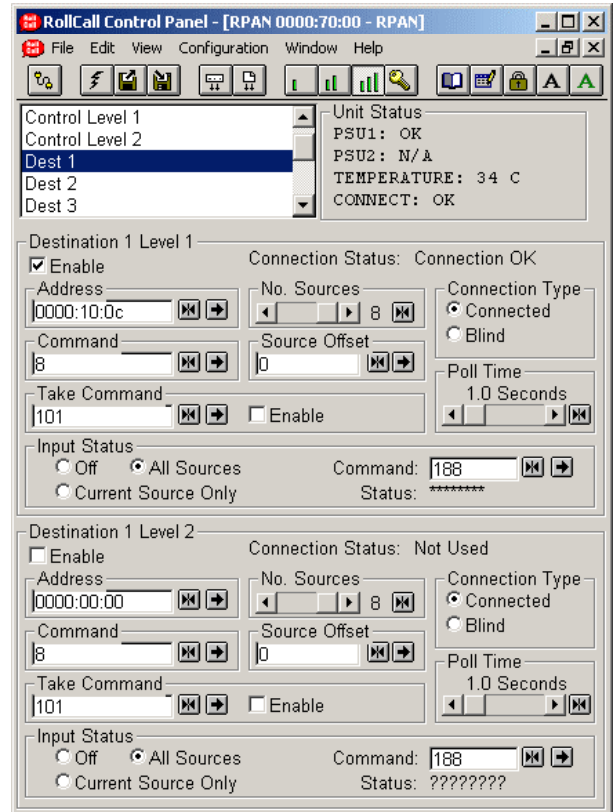 RollCall Control Panel - [RPAN 0000:70:00 - RPAN]
File Edit View Configuration Window Help
A A
Control Level 1
Control Level 2
Dest 1
Dest 2
Dest 3
Unit Status
PSU1: OK
PSU2: N/A
TEMPERATURE: 34 C
CONNECT: OK
Destination 1 Level 1
Enable
Connection Status: Connection OK
Address
0000:10:0c
No. Sources
8
Connection Type
Connected
Blind
Command
8
Source Offset
0
Poll Time
1.0 Seconds
Take Command
101
Enable
Input Status
Off All Sources
Current Source Only
Command: 188
Status: ********
Destination 1 Level 2
Enable
Connection Status: Not Used
Address
0000:00:00
No. Sources
8
Connection Type
Connected
Blind
Command
8
Source Offset
0
Poll Time
1.0 Seconds
Take Command
101
Enable
Input Status
Off All Sources
Current Source Only
Command: 188
Status: ????????